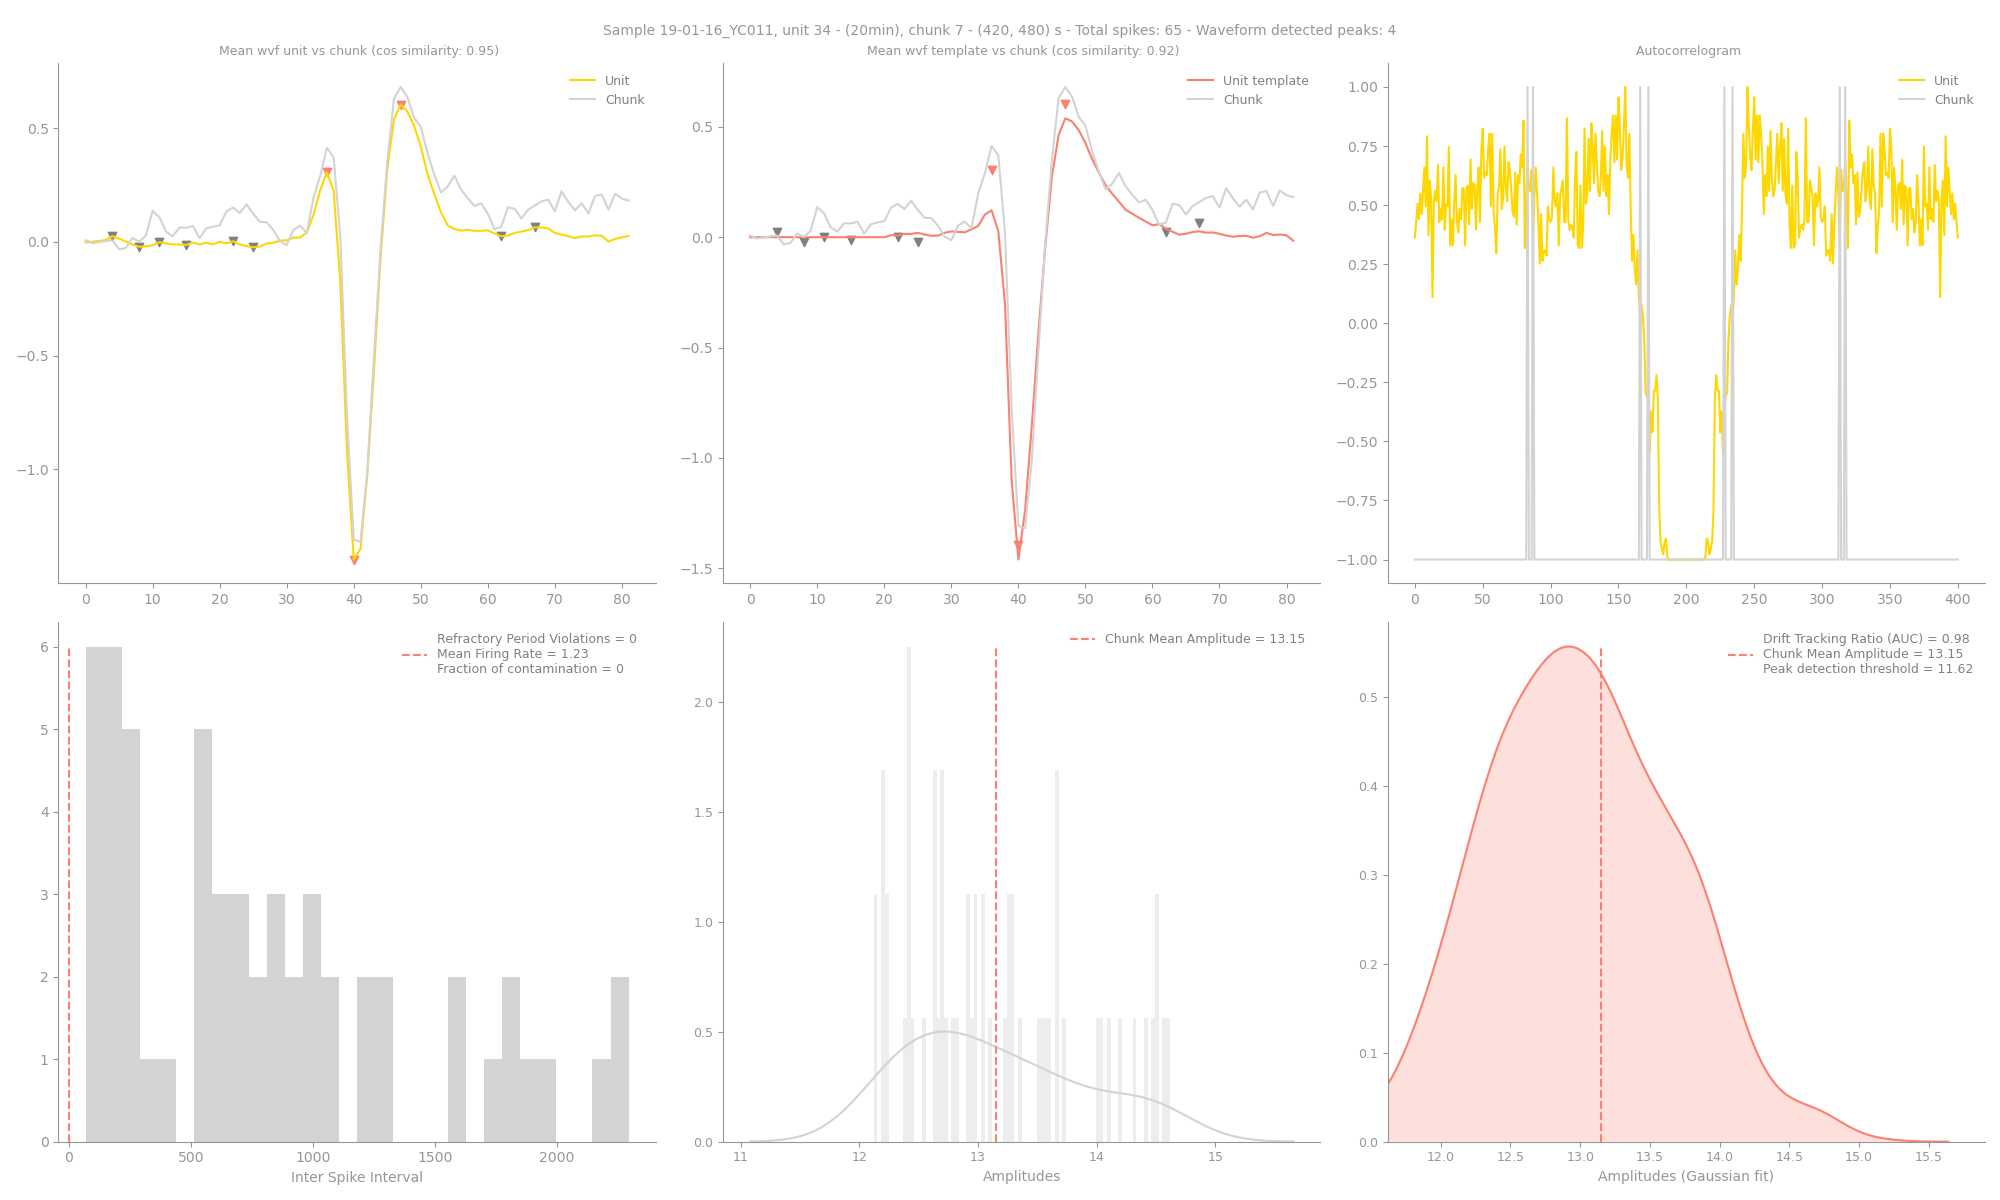 Sample 19-01-16_YC011, unit 34 - (20min), chunk 7 - (420, 480) s - Total spikes: 65 - Waveform detected peaks: 4
Mean wvf unit vs chunk (cos similarity: 0.95)
Unit
Chunk
0.5
0.0
−0.5
−1.0
0 10 20 30 40 50 60 70 80
Mean wvf template vs chunk (cos similarity: 0.92)
Unit template
Chunk
0.5
0.0
−0.5
−1.0
−1.5
0 10 20 30 40 50 60 70 80
Autocorrelogram
Unit
Chunk
1.00
0.75
0.50
0.25
0.00
−0.25
−0.50
−0.75
−1.00
0 50 100 150 200 250 300 350 400
Refractory Period Violations = 0
Mean Firing Rate = 1.23
Fraction of contamination = 0
6
5
4
3
2
1
0
0 500 1000 1500 2000
Inter Spike Interval
Chunk Mean Amplitude = 13.15
2.0
1.5
1.0
0.5
0.0
11 12 13 14 15
Amplitudes
Drift Tracking Ratio (AUC) = 0.98
Chunk Mean Amplitude = 13.15
Peak detection threshold = 11.62
0.5
0.4
0.3
0.2
0.1
0.0
12.0 12.5 13.0 13.5 14.0 14.5 15.0 15.5
Amplitudes (Gaussian fit)